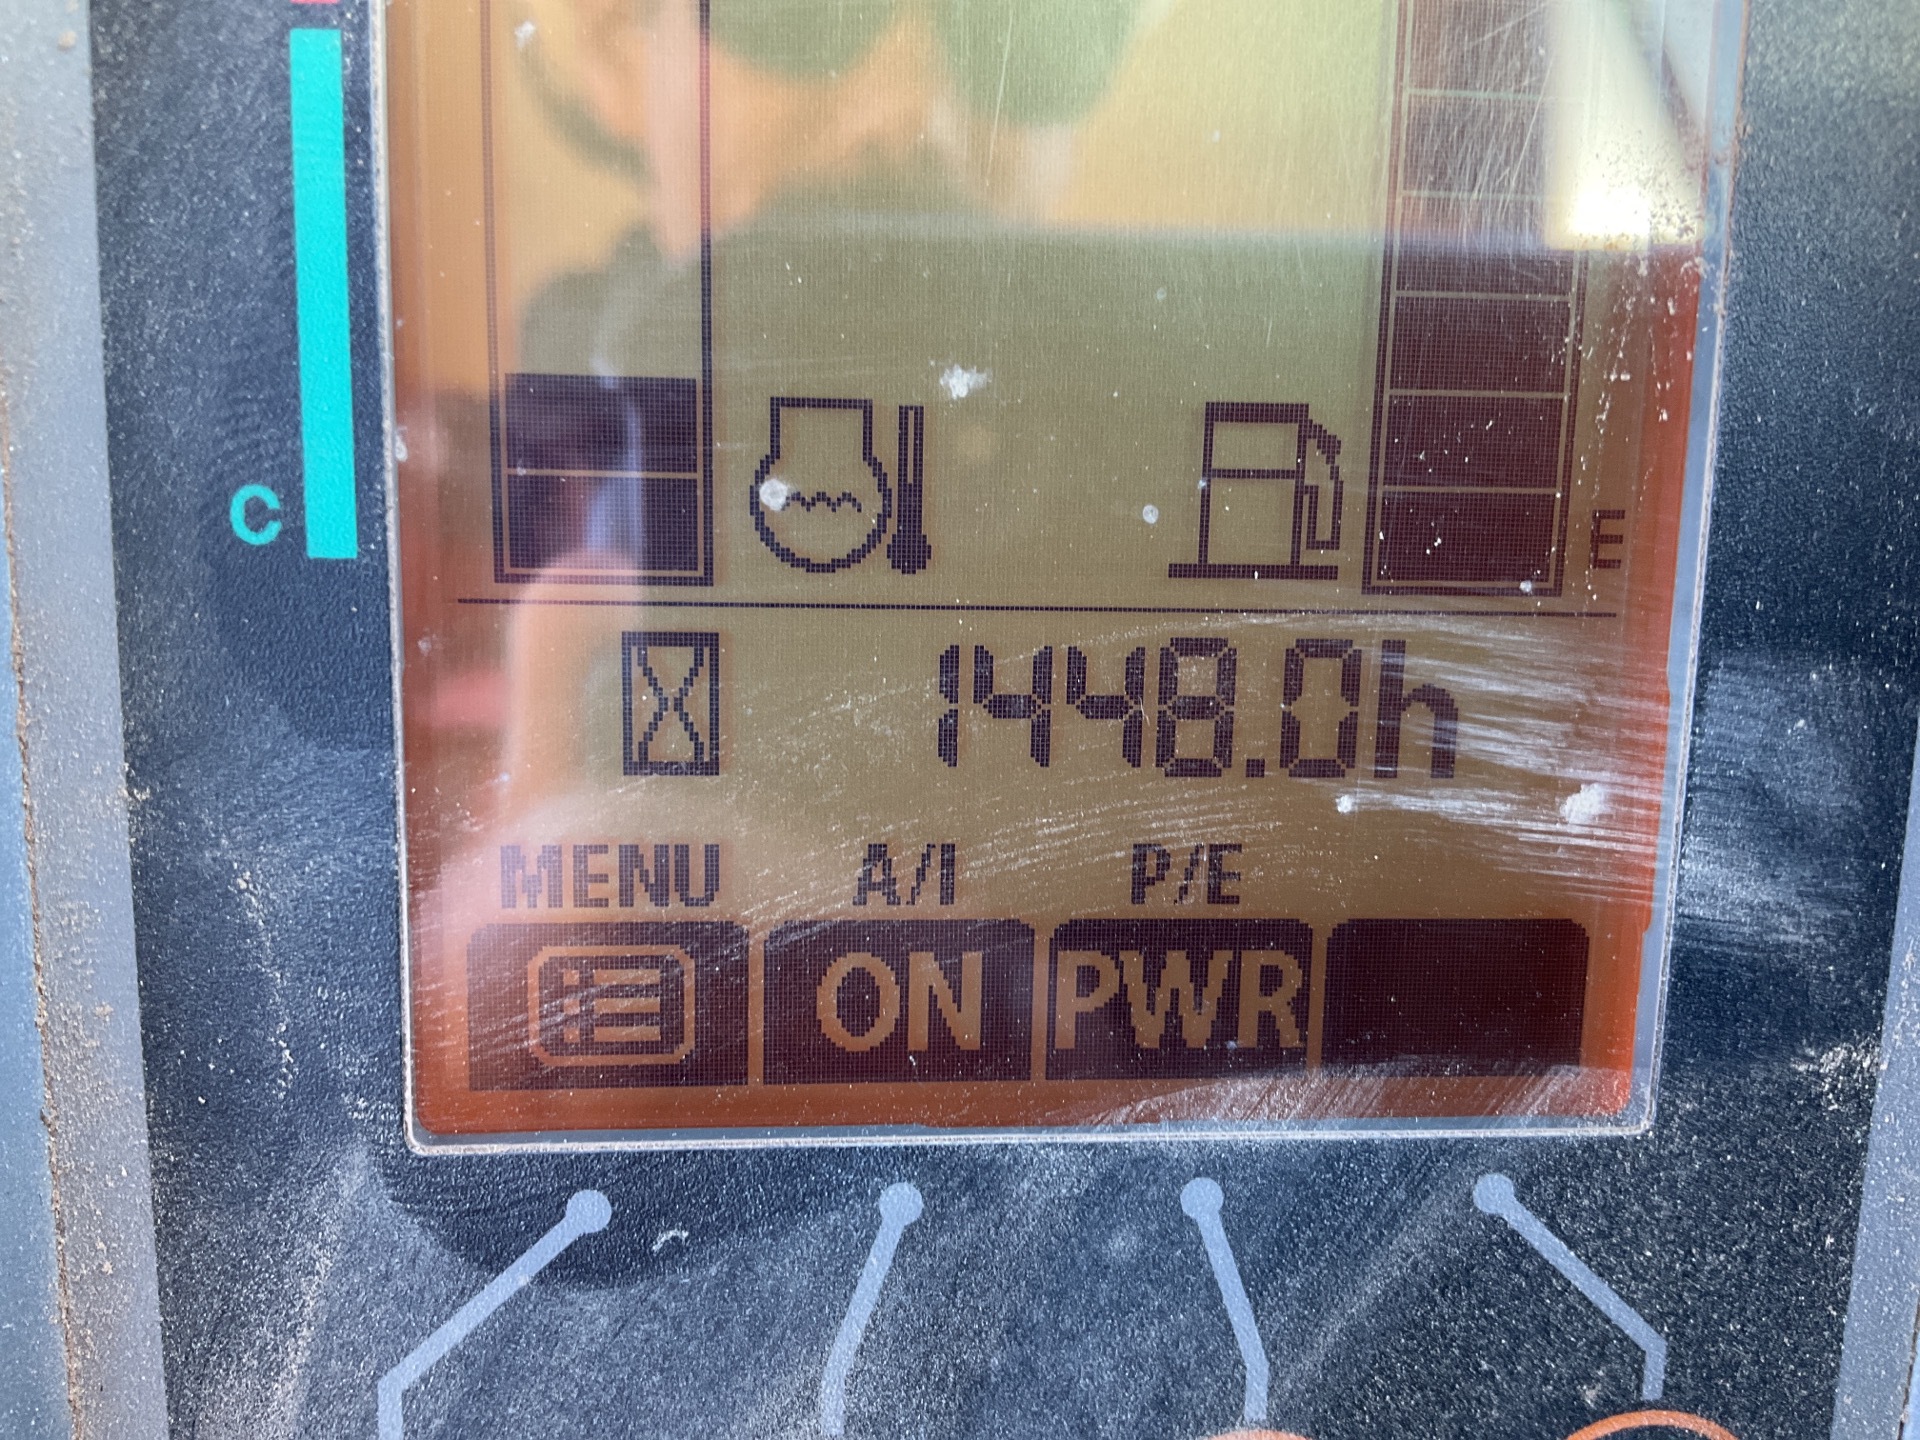 C
E
1448.0h
MENU A/I P/E
ON PWR